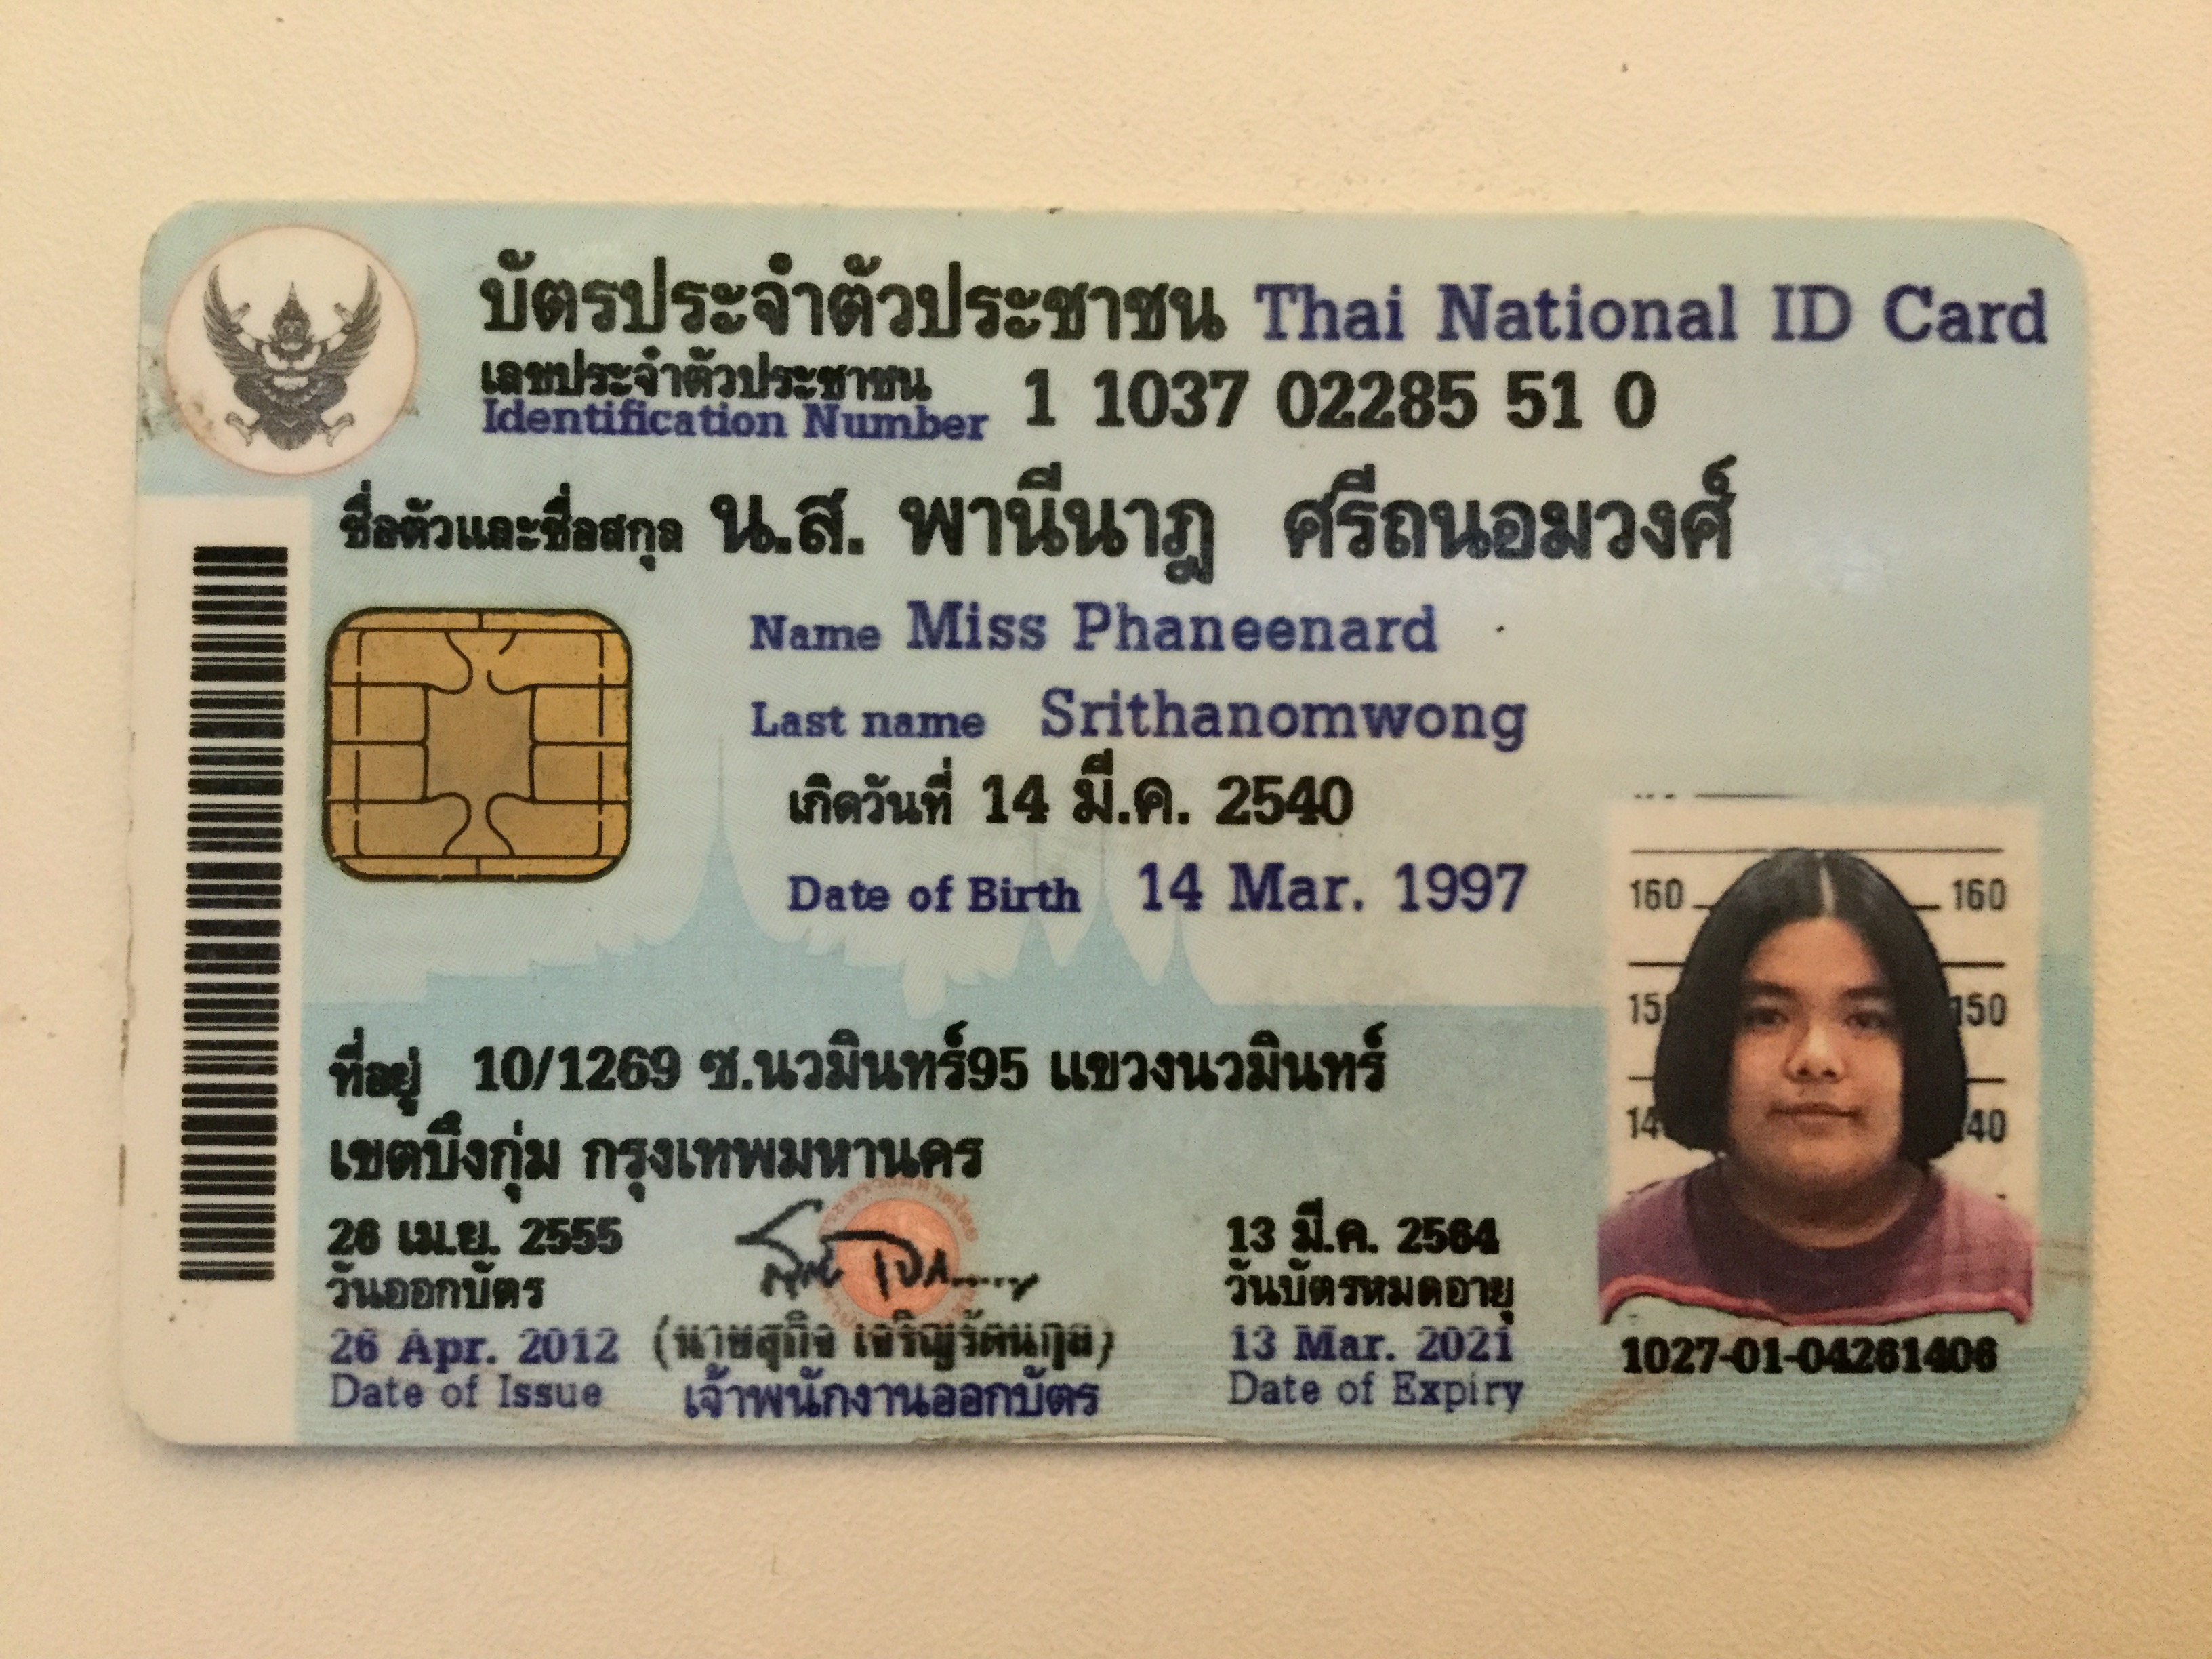 บัตรประจำตัวประชาชน Thai National ID Card
เลขประจำตัวประชาชน
Identification Number 1 1037 02285 51 0
ชื่อตัวและชื่อสกุล น.ส. พานีนาฎ ศรีถนอมวงศ์
Name Miss Phaneenard
Last name Srithanomwong
เกิดวันที่ 14 มี.ค. 2540
Date of Birth 14 Mar. 1997
160 160
150
ที่อยู่ 10/1269 ซ.นวมินทร์95 แขวงนวมินทร์
เขตบึงกุ่ม กรุงเทพมหานคร
26 เม.ย. 2555
วันออกบัตร
26 Apr. 2012
Date of Issue
(นายสุกิจ เจริญรัตนกุล)
เจ้าพนักงานออกบัตร
13 มี.ค. 2564
วันบัตรหมดอายุ
13 Mar. 2021
Date of Expiry
1027-01-04261406